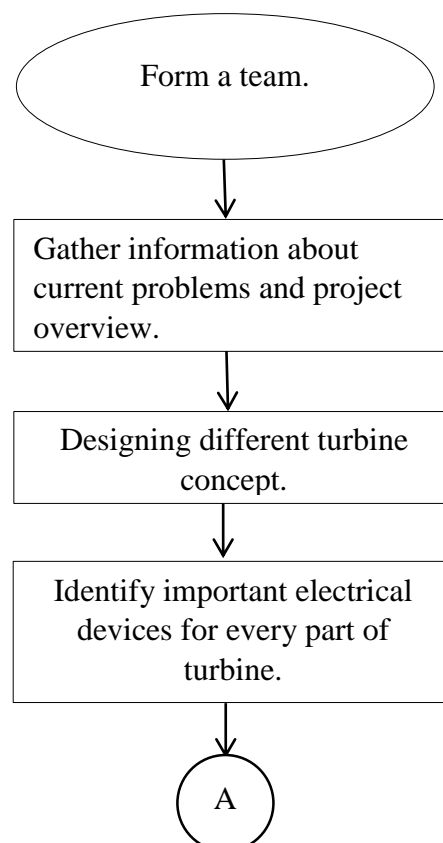 Form a team.
Gather information about
current problems and project
overview.
Designing different turbine
concept.
Identify important electrical
devices for every part of
turbine.
A